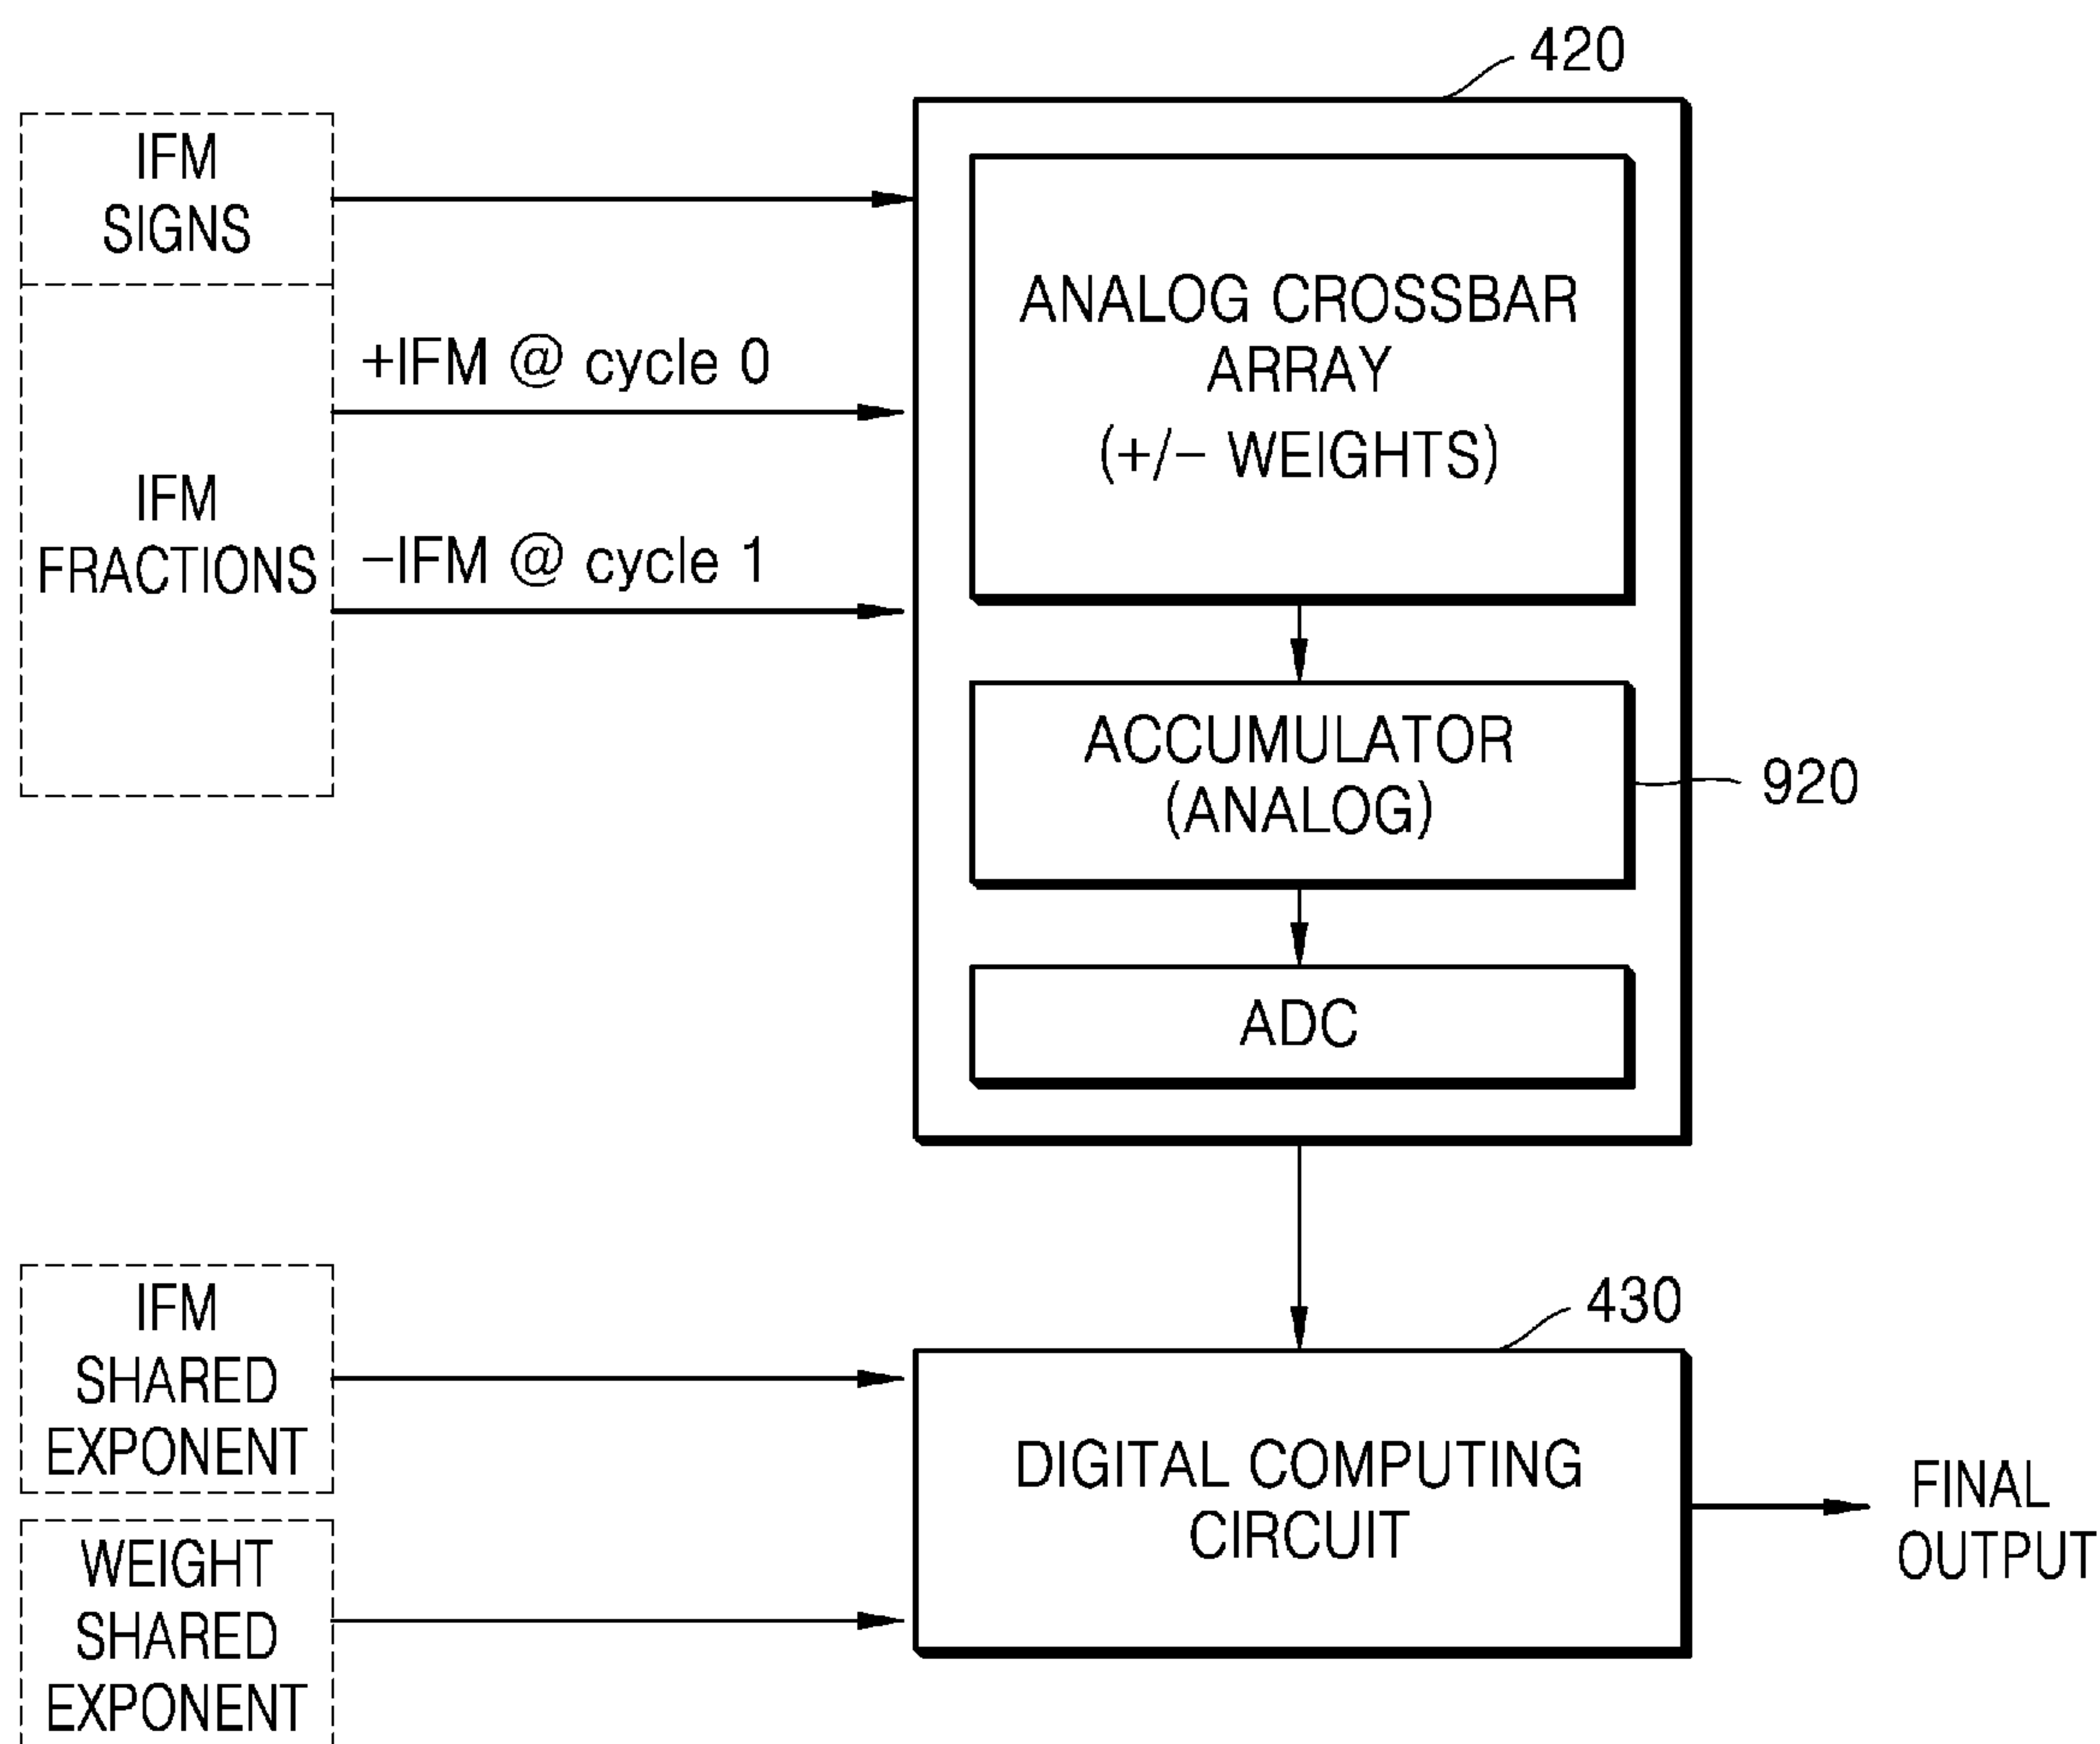 420
IFM
SIGNS
ANALOG CROSSBAR
ARRAY
(+/− WEIGHTS)
+IFM @ cycle 0
IFM
FRACTIONS
−IFM @ cycle 1
ACCUMULATOR
(ANALOG)
920
ADC
430
IFM
SHARED
EXPONENT
DIGITAL COMPUTING
CIRCUIT
FINAL
OUTPUT
WEIGHT
SHARED
EXPONENT